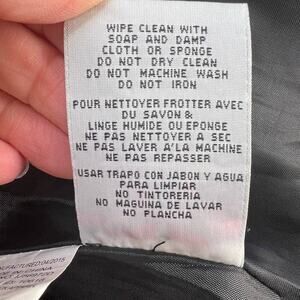 WIPE CLEAN WITH
SOAP AND DAMP
CLOTH OR SPONGE
DO NOT DRY CLEAN
DO NOT MACHINE WASH
DO NOT IRON
POUR NETTOYER FROTTER AVEC
DU SAVON &
LINGE HUMIDE OU EPONGE
NE PAS NETTOYER A SEC
NE PAS LAVER A'LA MACHINE
NE PAS REPASSER
USAR TRAPO CON JABON Y AGUA
PARA LIMPIAR
NO TINTORERIA
NO MAGUINA DE LAVAR
NO PLANCHA